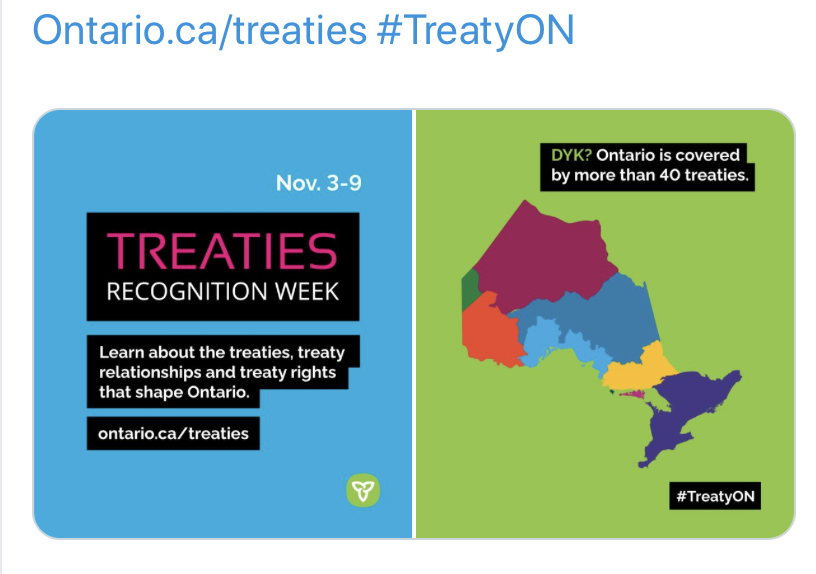 Ontario.ca/treaties #TreatyON
Nov. 3-9
TREATIES
RECOGNITION WEEK
Learn about the treaties, treaty
relationships and treaty rights
that shape Ontario.
ontario.ca/treaties
DYK? Ontario is covered
by more than 40 treaties.
#TreatyON